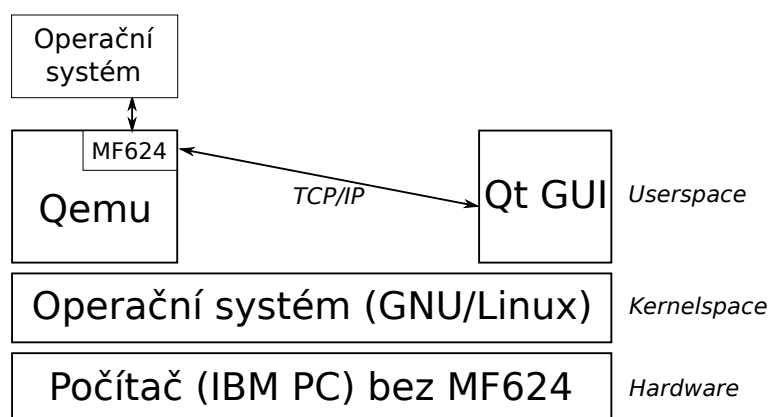 Operační
systém
MF624
Qemu
TCP/IP
Qt GUI
Userspace
Operační systém (GNU/Linux)
Kernelspace
Počítač (IBM PC) bez MF624
Hardware